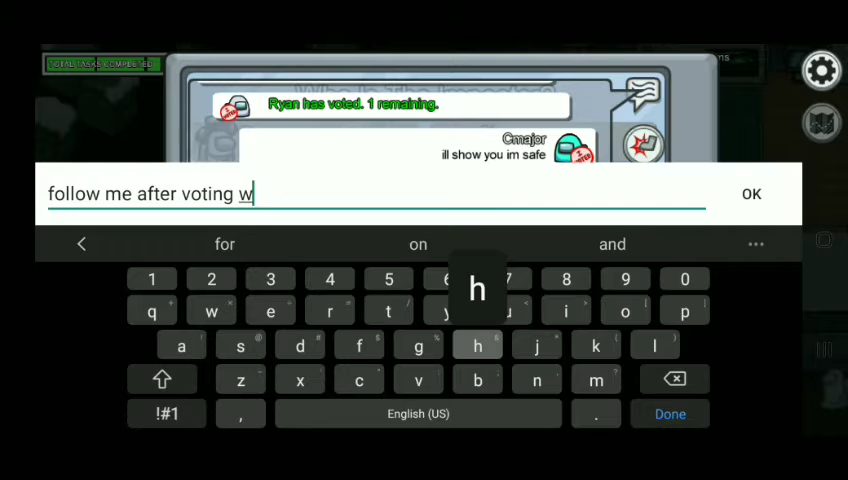 TOTAL TASKS COMPLETED
Ryan has voted. 1 remaining.
Cmajor
ill show you im safe
follow me after voting w
OK
for on and ...
h
1 2 3 4 5 7 8 9 0
q w e r t y u i o p
a s d f g h j k l
z x c v b n m
!#1 , English (US) . Done